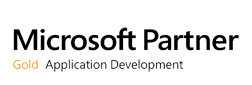 Microsoft Partner
Gold Application Development